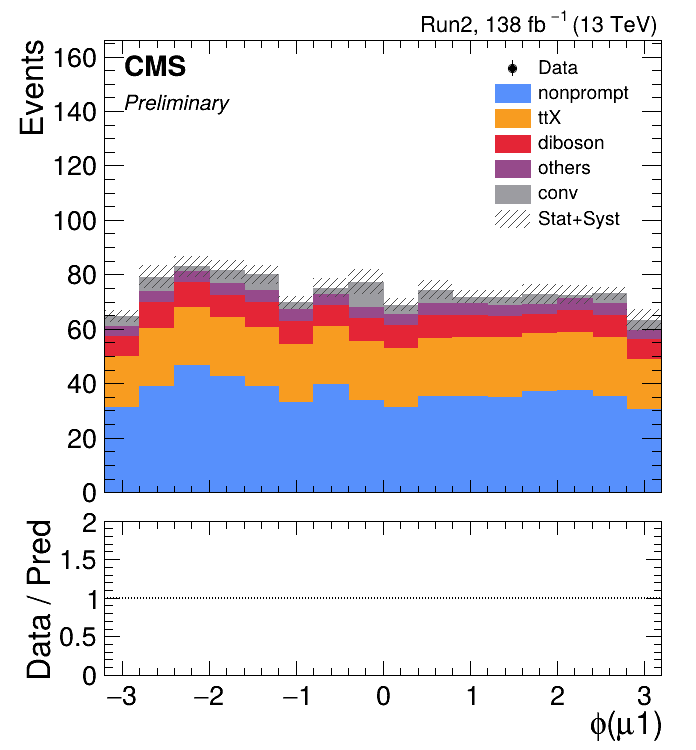 Run2, 138 fb⁻¹ (13 TeV)
Events
160
140
120
100
80
60
40
20
0
CMS
Preliminary
Data
nonprompt
ttX
diboson
others
conv
Stat+Syst
Data / Pred
2
1.5
1
0.5
0
−3 −2 −1 0 1 2 3
ϕ(μ1)